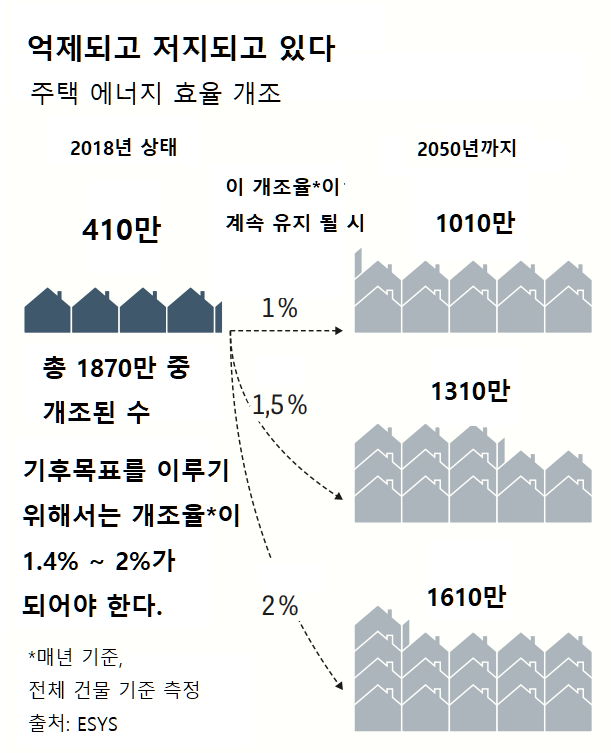 억제되고 저지되고 있다
주택 에너지 효율 개조
2018년 상태
2050년까지
이 개조율*이
계속 유지 될 시
410만
1010만
1%
총 1870만 중
개조된 수
1310만
1,5%
기후목표를 이루기
위해서는 개조율*이
1.4% ~ 2%가
되어야 한다.
1610만
2%
*매년 기준,
전체 건물 기준 측정
출처: ESYS